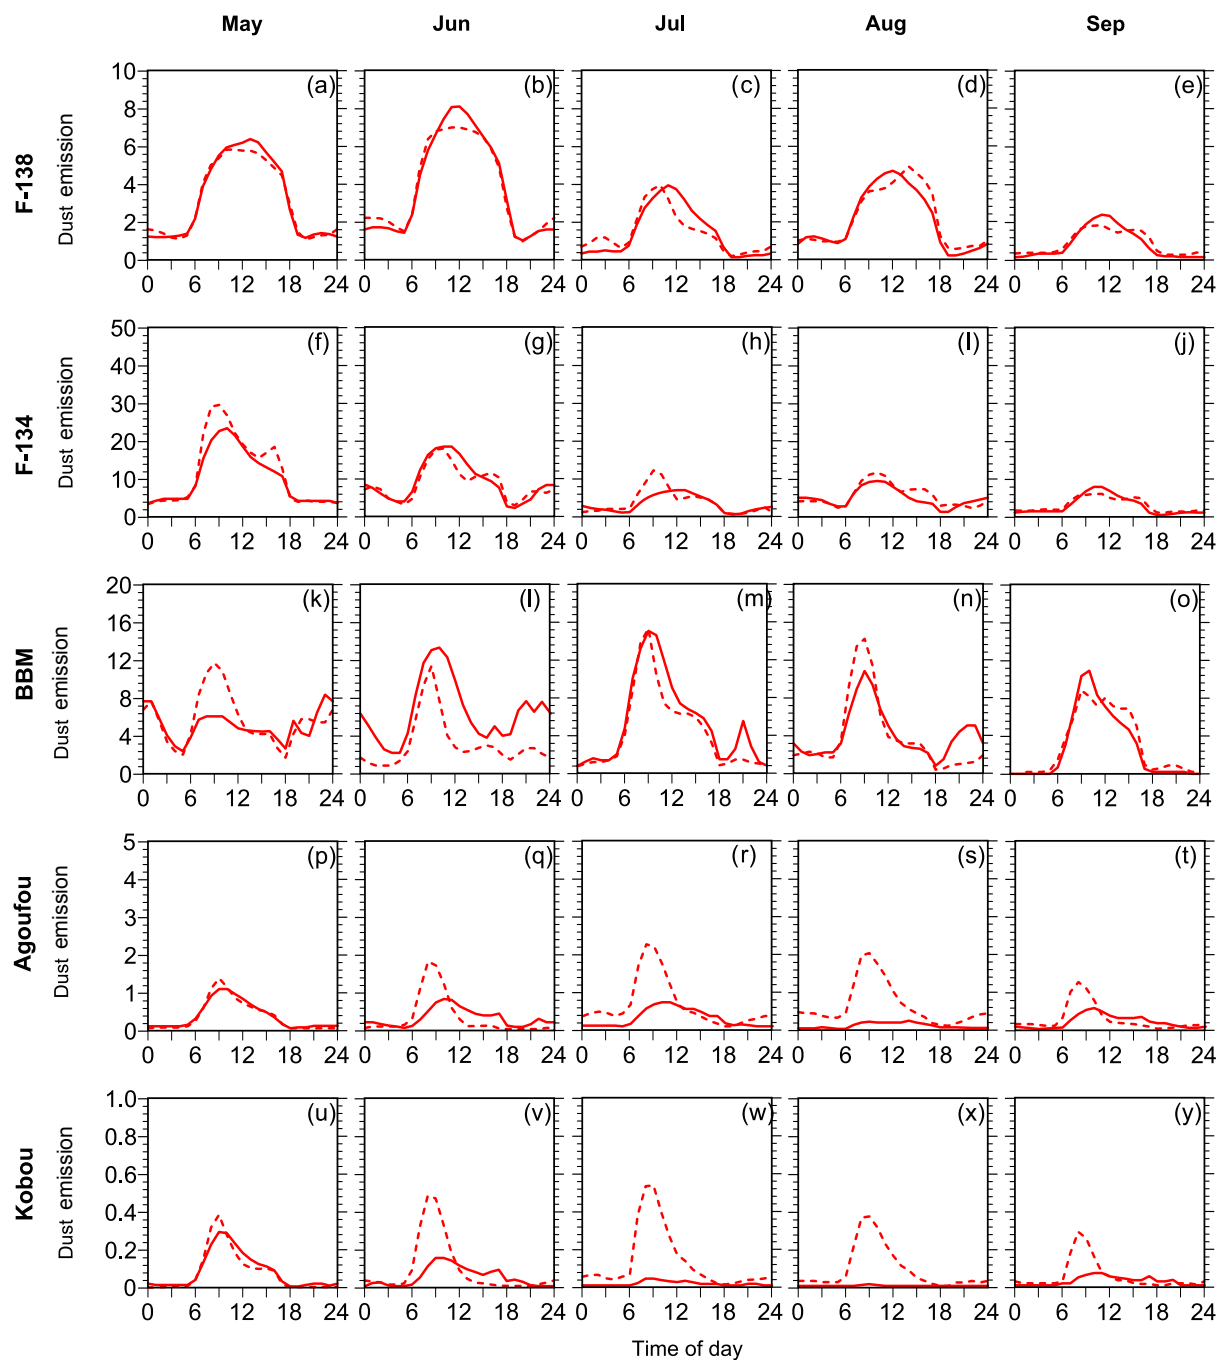 May Jun Jul Aug Sep
F-138
Dust emission
10 8 6 4 2 0
(a) (b) (c) (d) (e)
0 6 12 18 24 0 6 12 18 24 0 6 12 18 24 0 6 12 18 24 0 6 12 18 24
F-134
Dust emission
50 40 30 20 10 0
(f) (g) (h) (I) (j)
0 6 12 18 24 0 6 12 18 24 0 6 12 18 24 0 6 12 18 24 0 6 12 18 24
BBM
Dust emission
20 16 12 8 4 0
(k) (l) (m) (n) (o)
0 6 12 18 24 0 6 12 18 24 0 6 12 18 24 0 6 12 18 24 0 6 12 18 24
Agoufou
Dust emission
5 4 3 2 1 0
(p) (q) (r) (s) (t)
0 6 12 18 24 0 6 12 18 24 0 6 12 18 24 0 6 12 18 24 0 6 12 18 24
Kobou
Dust emission
1.0 0.8 0.6 0.4 0.2 0
(u) (v) (w) (x) (y)
0 6 12 18 24 0 6 12 18 24 0 6 12 18 24 0 6 12 18 24 0 6 12 18 24
Time of day